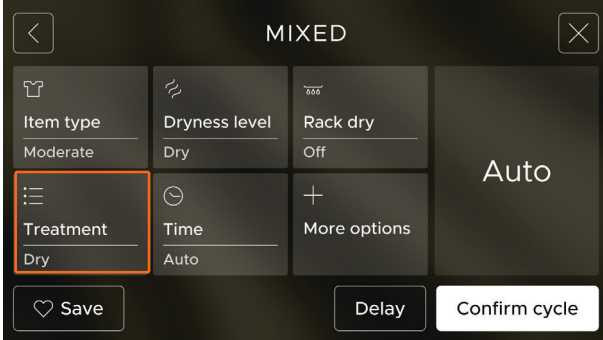 MIXED
Item type
Moderate
Dryness level
Dry
Rack dry
Off
Auto
Treatment
Dry
Time
Auto
More options
Save
Delay
Confirm cycle